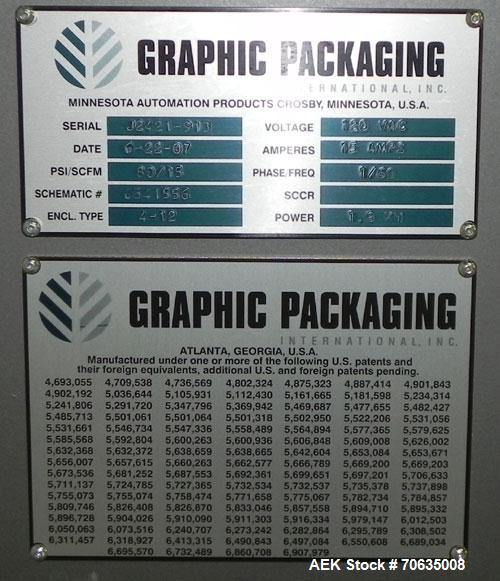 GRAPHIC PACKAGING
INTERNATIONAL, INC.
MINNESOTA AUTOMATION PRODUCTS CROSBY, MINNESOTA, U.S.A.
SERIAL J2421-S13 VOLTAGE 120 VAC
DATE 6-22-07 AMPERES 15 AMPS
PSI/SCFM 80/15 PHASE/FREQ 1/60
SCHEMATIC # SCCR
ENCL. TYPE 4-12 POWER
GRAPHIC PACKAGING
INTERNATIONAL, INC.
ATLANTA, GEORGIA, U.S.A.
Manufactured under one or more of the following U.S. patents and
their foreign equivalents, additional U.S. and foreign patents pending.
4,693,055 4,709,538 4,736,569 4,802,324 4,875,323 4,887,414 4,901,843
4,902,192 5,036,644 5,105,931 5,112,430 5,161,665 5,181,598 5,234,314
5,241,806 5,291,720 5,347,796 5,369,942 5,469,687 5,477,655 5,482,427
5,485,713 5,501,061 5,501,064 5,501,318 5,502,950 5,522,206 5,531,056
5,531,661 5,546,734 5,547,336 5,558,489 5,564,894 5,577,365 5,579,625
5,585,568 5,592,804 5,600,263 5,600,936 5,606,848 5,609,008 5,626,002
5,632,368 5,632,372 5,638,659 5,638,665 5,642,604 5,653,084 5,653,671
5,656,007 5,657,615 5,660,263 5,662,577 5,666,789 5,669,200 5,669,203
5,673,536 5,681,252 5,687,553 5,692,361 5,699,651 5,697,201 5,706,633
5,711,137 5,724,785 5,727,365 5,732,534 5,732,537 5,735,378 5,737,898
5,755,073 5,755,074 5,758,474 5,771,658 5,775,067 5,782,734 5,784,857
5,809,746 5,826,408 5,826,870 5,833,046 5,857,558 5,894,710 5,895,332
5,896,728 5,904,026 5,910,090 5,911,303 5,916,334 5,979,147 6,012,503
6,050,063 6,073,516 6,240,707 6,273,242 6,242,864 6,295,789 6,308,502
6,311,457 6,318,927 6,413,315 6,490,843 6,497,084 6,550,608 6,689,034
6,695,570 6,732,489 6,860,708 6,907,979
AEK Stock # 70635008